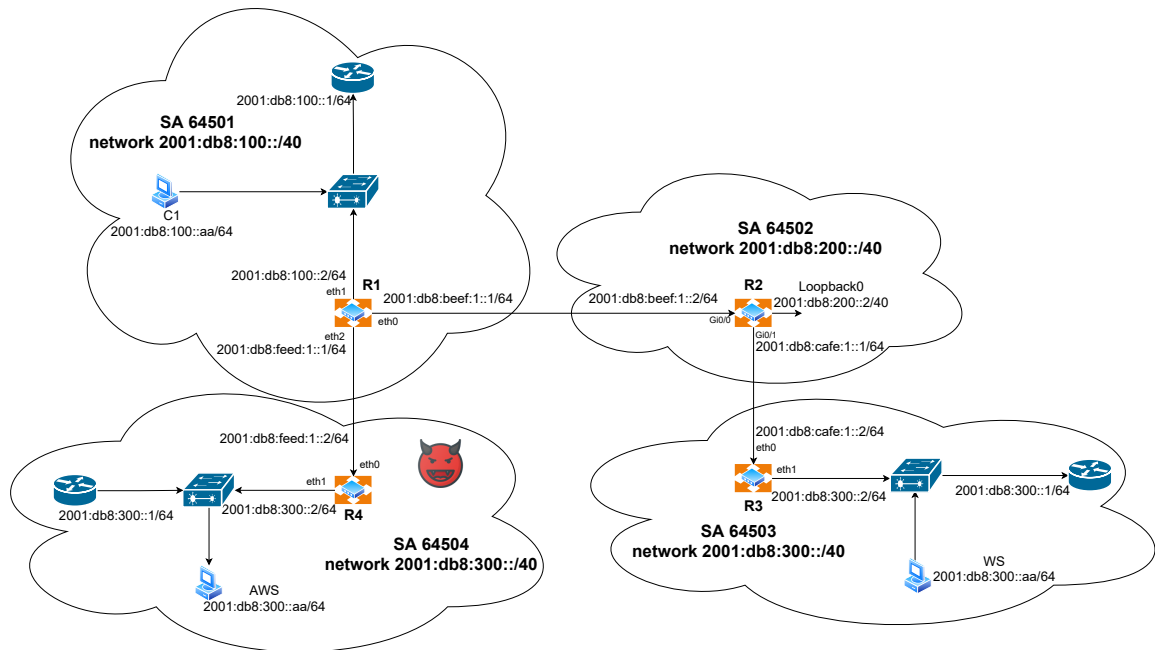 2001:db8:100::1/64
SA 64501
network 2001:db8:100::/40
C1
2001:db8:100::aa/64
2001:db8:100::2/64
eth1
R1
2001:db8:beef:1::1/64
eth0
eth2
2001:db8:feed:1::1/64
SA 64502
network 2001:db8:200::/40
2001:db8:beef:1::2/64
R2
Loopback0
2001:db8:200::2/40
Gi0/0
Gi0/1
2001:db8:cafe:1::1/64
2001:db8:feed:1::2/64
eth0
eth1
2001:db8:300::1/64
2001:db8:300::2/64
R4
SA 64504
network 2001:db8:300::/40
AWS
2001:db8:300::aa/64
2001:db8:cafe:1::2/64
eth0
eth1
2001:db8:300::2/64
2001:db8:300::1/64
R3
SA 64503
network 2001:db8:300::/40
WS
2001:db8:300::aa/64